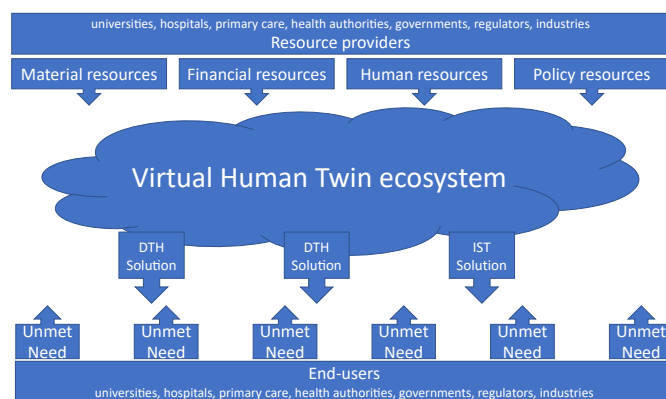 universities, hospitals, primary care, health authorities, governments, regulators, industries
Resource providers
Material resources
Financial resources
Human resources
Policy resources
Virtual Human Twin ecosystem
DTH
Solution
DTH
Solution
IST
Solution
Unmet
Need
Unmet
Need
Unmet
Need
Unmet
Need
Unmet
Need
Unmet
Need
End-users
universities, hospitals, primary care, health authorities, governments, regulators, industries